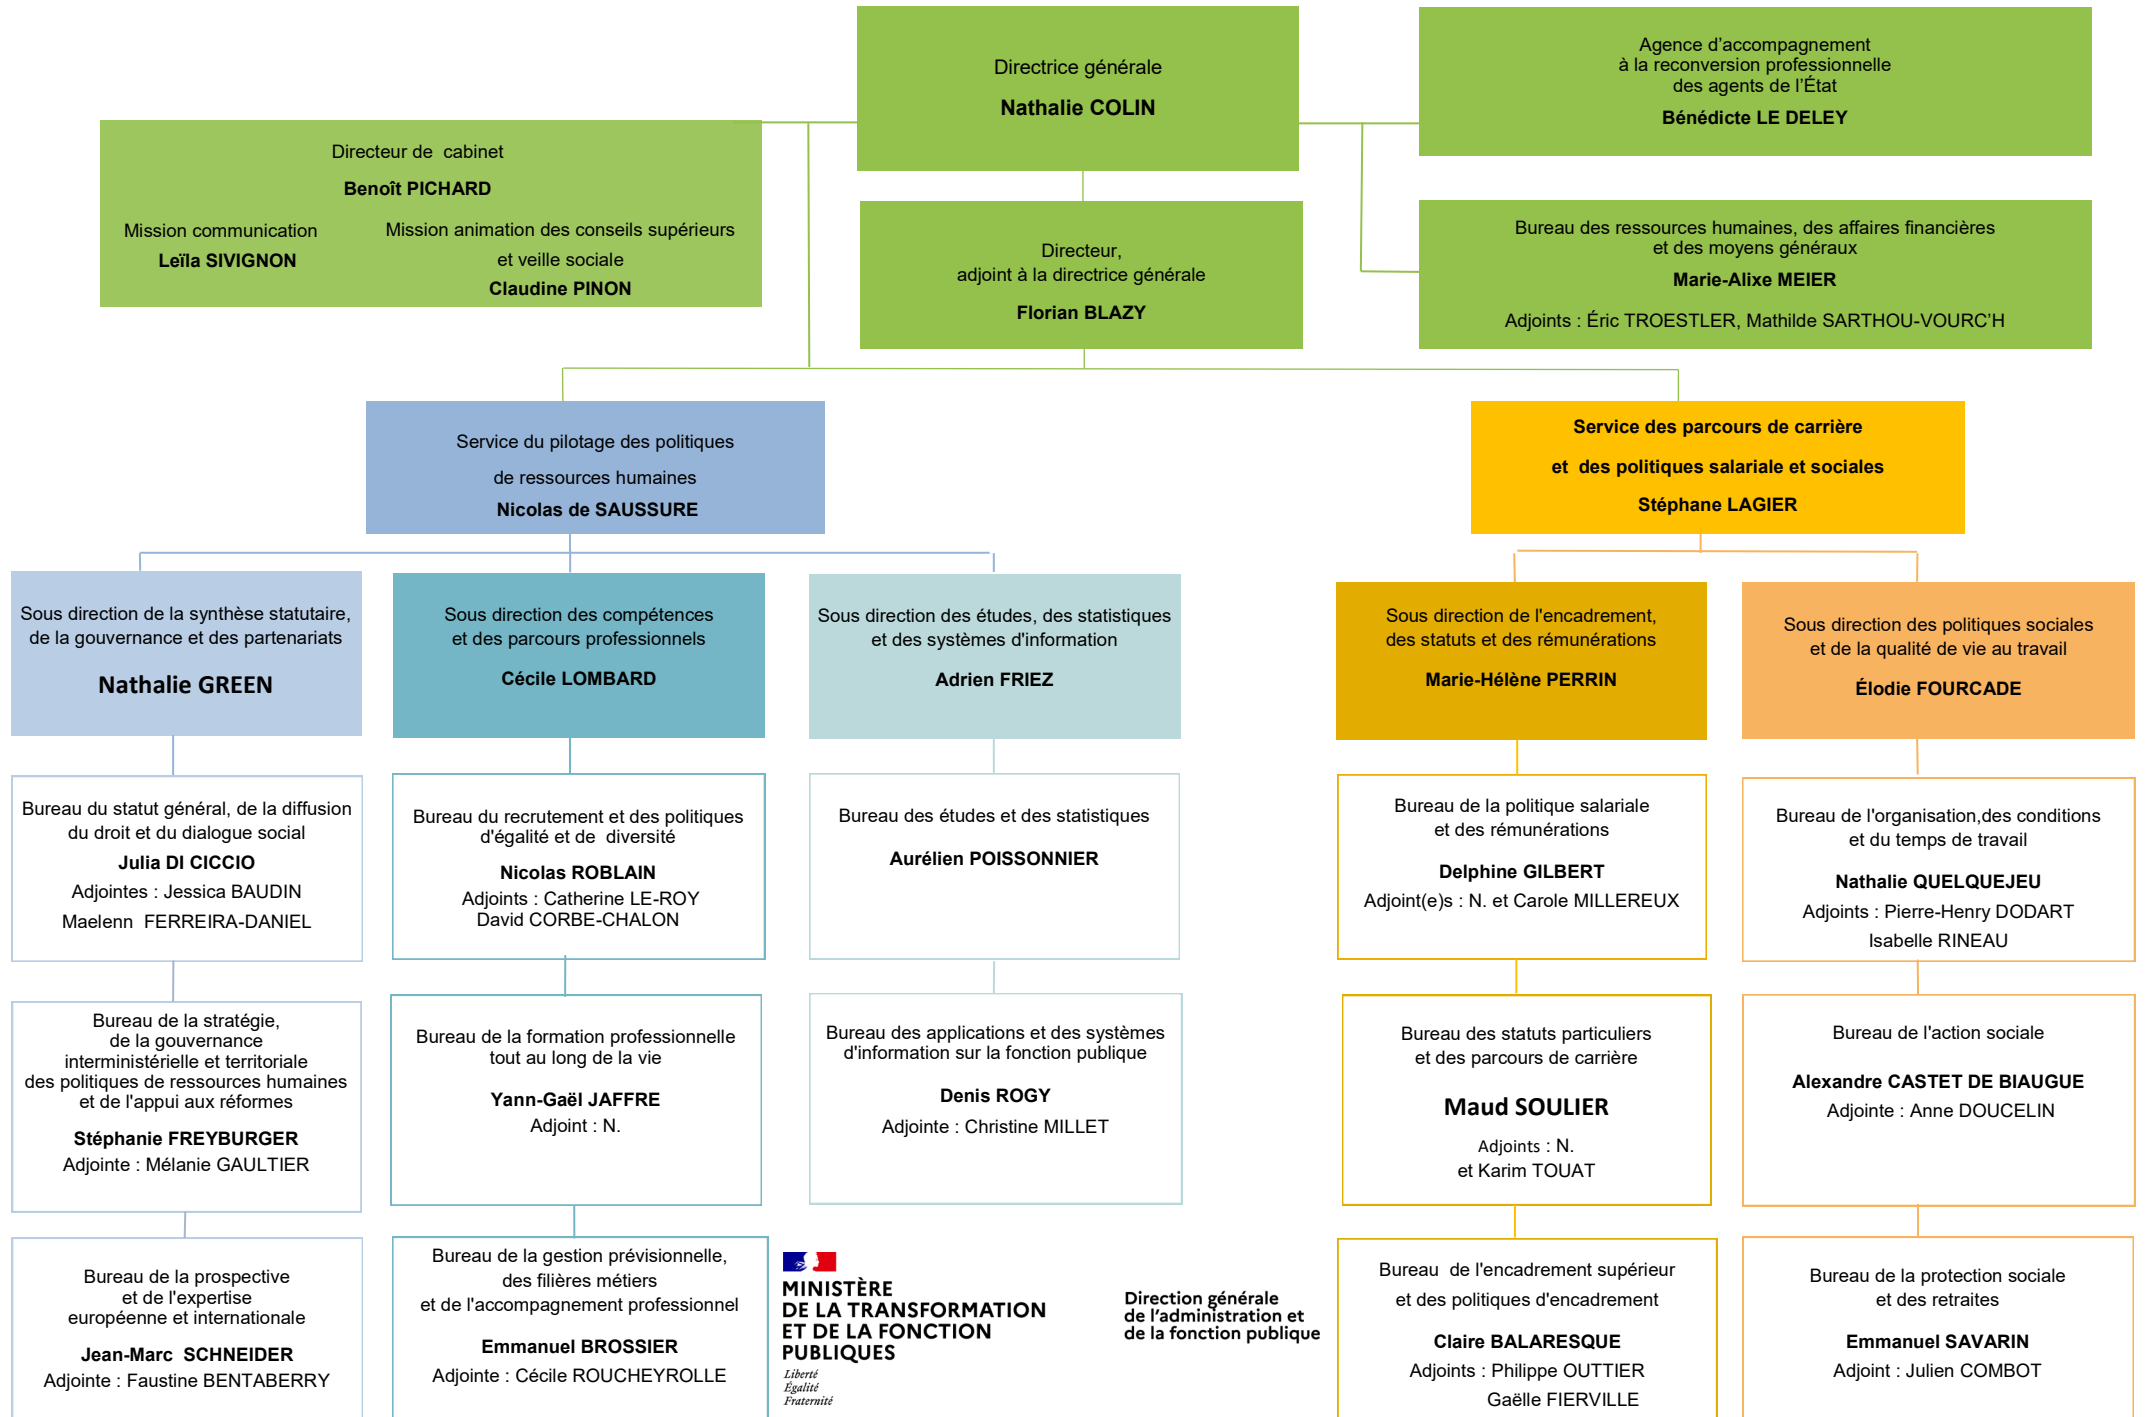 Directrice générale
Nathalie COLIN
Agence d’accompagnement
à la reconversion professionnelle
des agents de l’État
Bénédicte LE DELEY
Directeur de  cabinet
Benoît PICHARD
Mission communication
Leïla SIVIGNON
Mission animation des conseils supérieurs
et veille sociale
Claudine PINON
Directeur,
adjoint à la directrice générale
Florian BLAZY
Bureau des ressources humaines, des affaires financières
et des moyens généraux
Marie-Alixe MEIER
Adjoints : Éric TROESTLER, Mathilde SARTHOU-VOURC’H
Service du pilotage des politiques
de ressources humaines
Nicolas de SAUSSURE
Service des parcours de carrière
et  des politiques salariale et sociales
Stéphane LAGIER
Sous direction de la synthèse statutaire,
de la gouvernance et des partenariats
Nathalie GREEN
Sous direction des compétences
et des parcours professionnels
Cécile LOMBARD
Sous direction des études, des statistiques
et des systèmes d'information
Adrien FRIEZ
Sous direction de l'encadrement,
des statuts et des rémunérations
Marie-Hélène PERRIN
Sous direction des politiques sociales
et de la qualité de vie au travail
Élodie FOURCADE
Bureau du statut général, de la diffusion
du droit et du dialogue social
Julia DI CICCIO
Adjointes : Jessica BAUDIN
Maelenn  FERREIRA-DANIEL
Bureau du recrutement et des politiques
d'égalité et de  diversité
Nicolas ROBLAIN
Adjoints : Catherine LE-ROY
David CORBE-CHALON
Bureau des études et des statistiques
Aurélien POISSONNIER
Bureau de la politique salariale
et des rémunérations
Delphine GILBERT
Adjoint(e)s : N. et Carole MILLEREUX
Bureau de l'organisation,des conditions
et du temps de travail
Nathalie QUELQUEJEU
Adjoints : Pierre-Henry DODART
Isabelle RINEAU
Bureau de la stratégie,
de la gouvernance
interministérielle et territoriale
des politiques de ressources humaines
et de l'appui aux réformes
Stéphanie FREYBURGER
Adjointe : Mélanie GAULTIER
Bureau de la formation professionnelle
tout au long de la vie
Yann-Gaël JAFFRE
Adjoint : N.
Bureau des applications et des systèmes
d'information sur la fonction publique
Denis ROGY
Adjointe : Christine MILLET
Bureau des statuts particuliers
et des parcours de carrière
Maud SOULIER
Adjoints : N.
et Karim TOUAT
Bureau de l'action sociale
Alexandre CASTET DE BIAUGUE
Adjointe : Anne DOUCELIN
Bureau de la prospective
et de l'expertise
européenne et internationale
Jean-Marc  SCHNEIDER
Adjointe : Faustine BENTABERRY
Bureau de la gestion prévisionnelle,
des filières métiers
et de l'accompagnement professionnel
Emmanuel BROSSIER
Adjointe : Cécile ROUCHEYROLLE
MINISTÈRE
DE LA TRANSFORMATION
ET DE LA FONCTION
PUBLIQUES
Liberté
Égalité
Fraternité
Direction générale
de l’administration et
de la fonction publique
Bureau  de l'encadrement supérieur
et des politiques d'encadrement
Claire BALARESQUE
Adjoints : Philippe OUTTIER
Gaëlle FIERVILLE
Bureau de la protection sociale
et des retraites
Emmanuel SAVARIN
Adjoint : Julien COMBOT